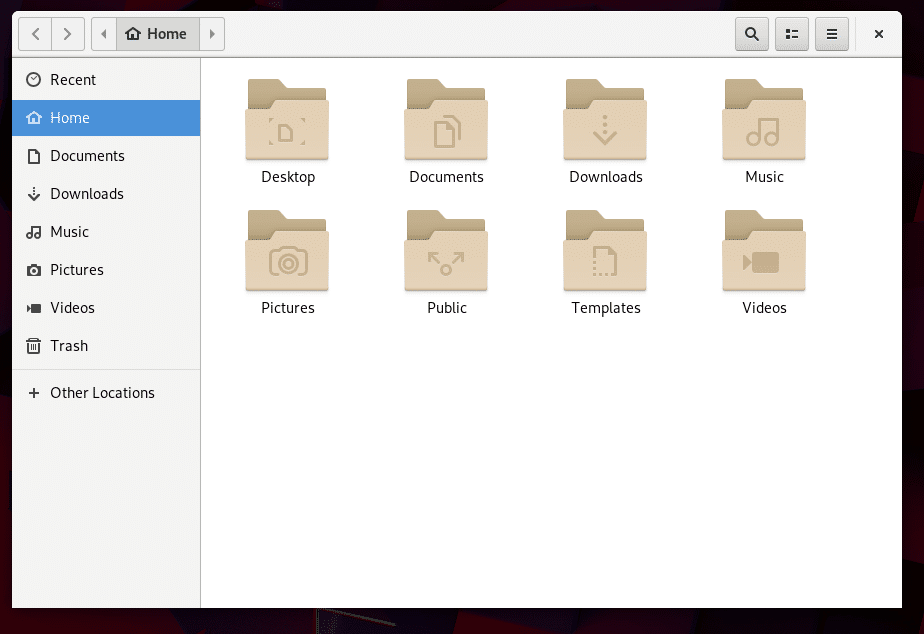 Home
Recent
Home
Documents
Downloads
Music
Pictures
Videos
Trash
Other Locations
Desktop
Documents
Downloads
Music
Pictures
Public
Templates
Videos